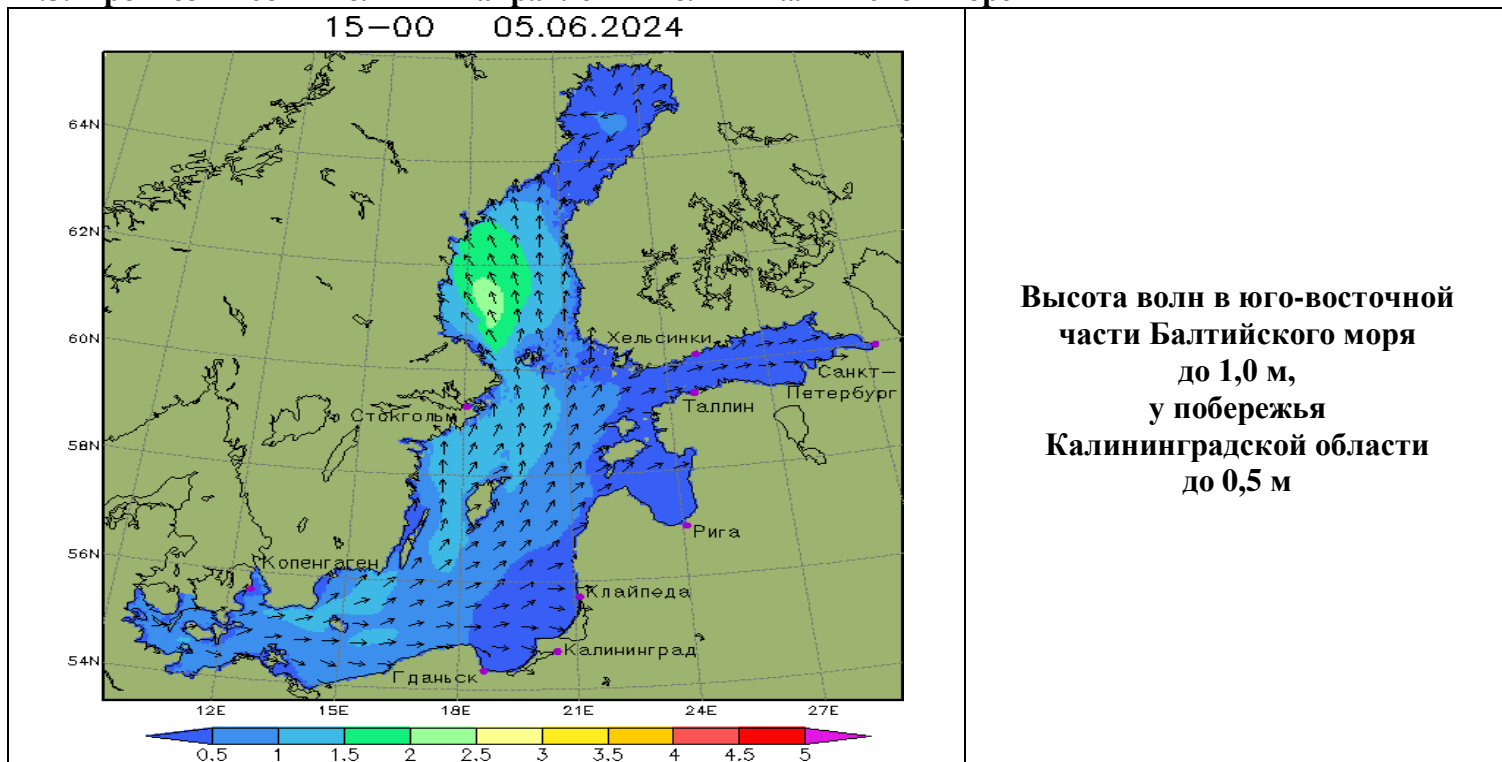 15-00 05.06.2024
64N
62N
60N
58N
56N
54N
Хельсинки
Санкт-
Петербург
Таллин
Стокгольм
Рига
Копенгаген
Клайпеда
Калининград
Гданьск
12E 15E 18E 21E 24E 27E
0,5 1 1,5 2 2,5 3 3,5 4 4,5 5
Высота волн в юго-восточной
части Балтийского моря
до 1,0 м,
у побережья
Калининградской области
до 0,5 м